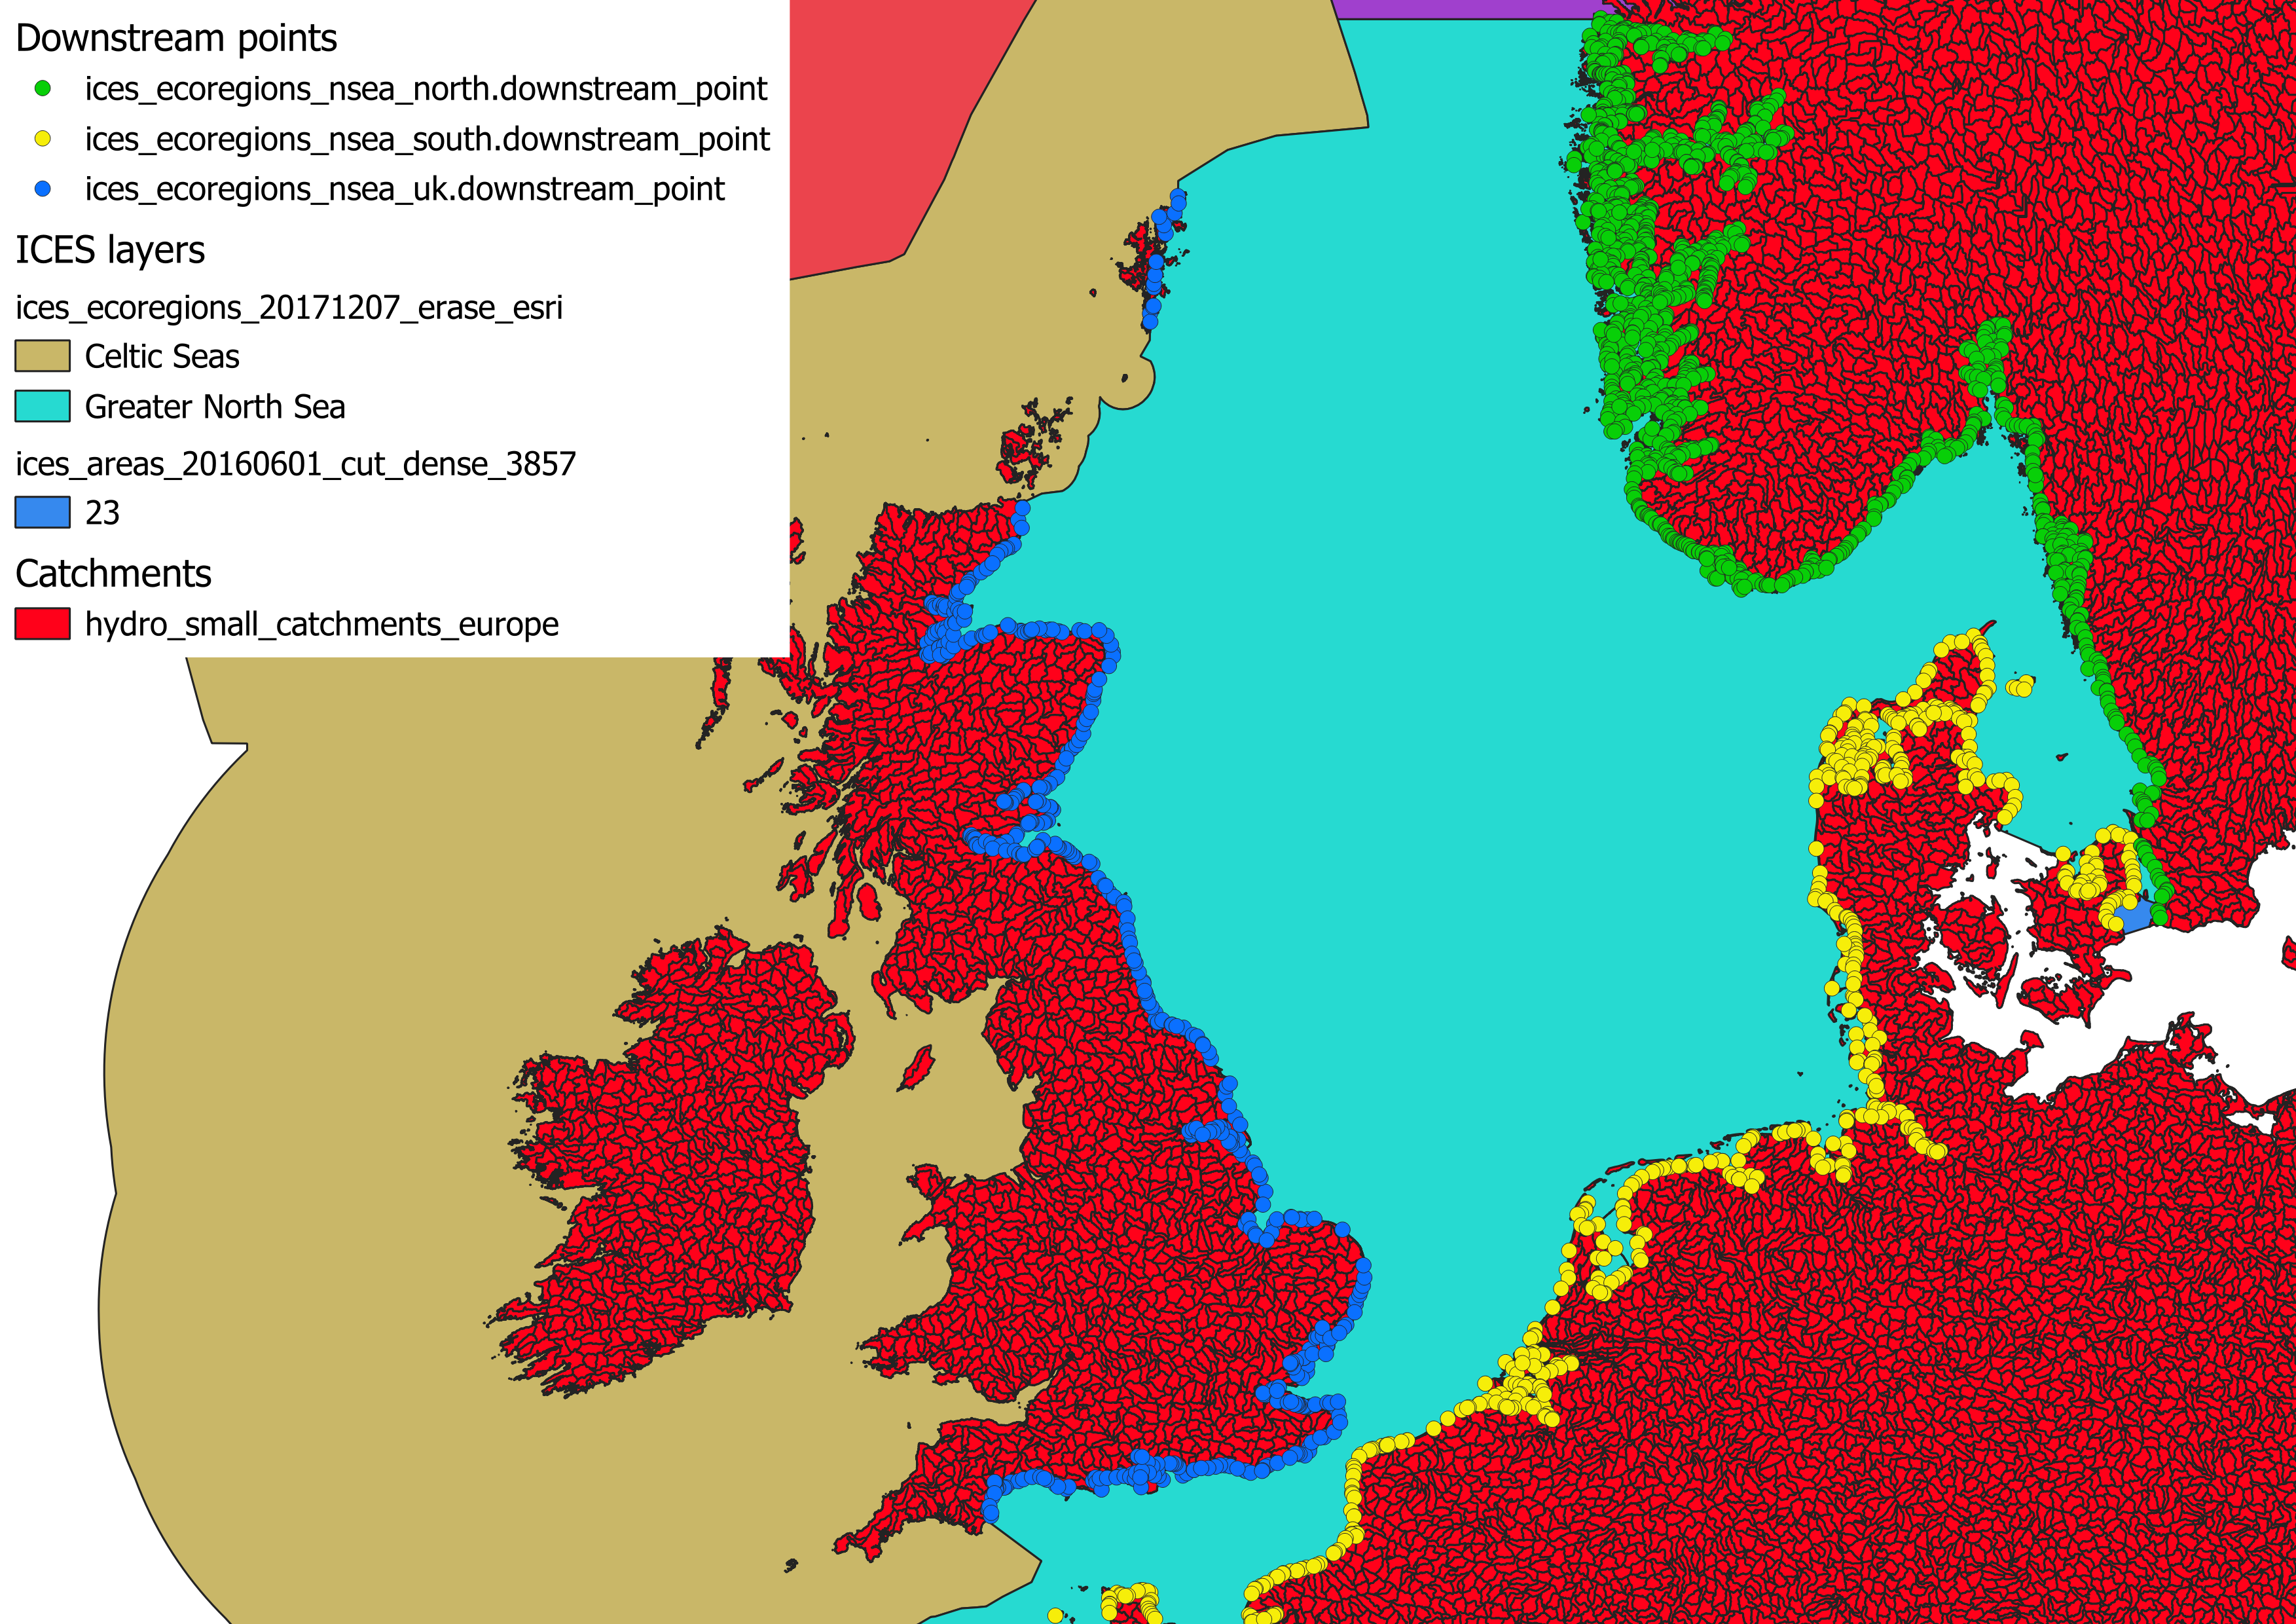 Downstream points
ices_ecoregions_nsea_north.downstream_point
ices_ecoregions_nsea_south.downstream_point
ices_ecoregions_nsea_uk.downstream_point
ICES layers
ices_ecoregions_20171207_erase_esri
Celtic Seas
Greater North Sea
ices_areas_20160601_cut_dense_3857
23
Catchments
hydro_small_catchments_europe